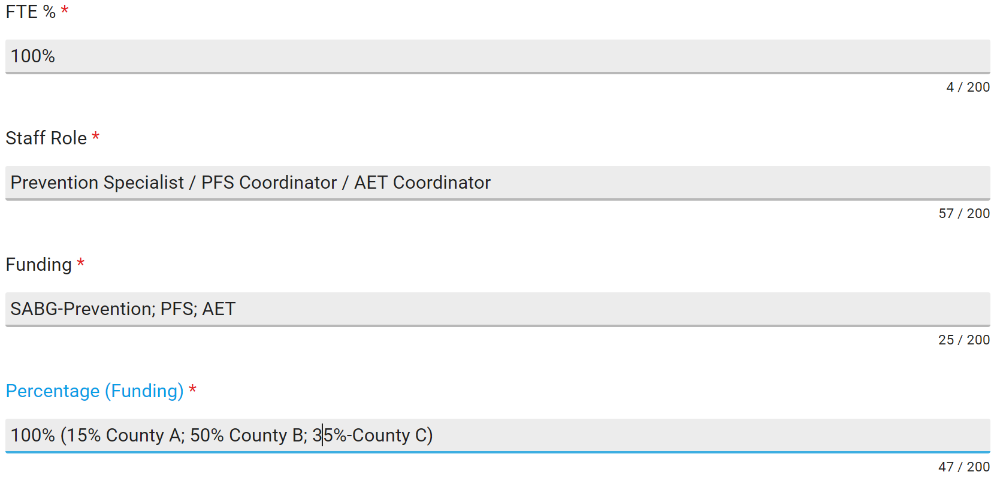 FTE % *
100%
4 / 200
Staff Role *
Prevention Specialist / PFS Coordinator / AET Coordinator
57 / 200
Funding *
SABG-Prevention; PFS; AET
25 / 200
Percentage (Funding) *
100% (15% County A; 50% County B; 35%-County C)
47 / 200